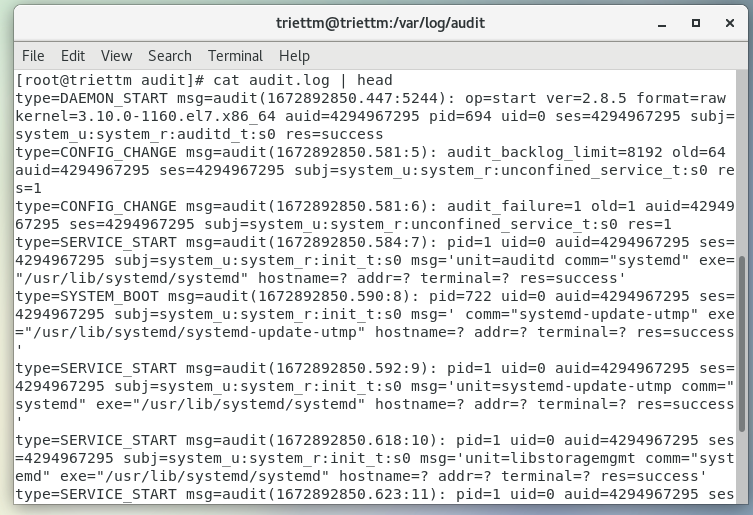 triettm@triettm:/var/log/audit
File Edit View Search Terminal Help
[root@triettm audit]# cat audit.log | head
type=DAEMON_START msg=audit(1672892850.447:5244): op=start ver=2.8.5 format=raw
kernel=3.10.0-1160.el7.x86_64 auid=4294967295 pid=694 uid=0 ses=4294967295 subj=
system_u:system_r:auditd_t:s0 res=success
type=CONFIG_CHANGE msg=audit(1672892850.581:5): audit_backlog_limit=8192 old=64
auid=4294967295 ses=4294967295 subj=system_u:system_r:unconfined_service_t:s0 re
s=1
type=CONFIG_CHANGE msg=audit(1672892850.581:6): audit_failure=1 old=1 auid=42949
67295 ses=4294967295 subj=system_u:system_r:unconfined_service_t:s0 res=1
type=SERVICE_START msg=audit(1672892850.584:7): pid=1 uid=0 auid=4294967295 ses=
4294967295 subj=system_u:system_r:init_t:s0 msg='unit=auditd comm="systemd" exe=
"/usr/lib/systemd/systemd" hostname=? addr=? terminal=? res=success'
type=SYSTEM_BOOT msg=audit(1672892850.590:8): pid=722 uid=0 auid=4294967295 ses=
4294967295 subj=system_u:system_r:init_t:s0 msg=' comm="systemd-update-utmp" exe
="/usr/lib/systemd/systemd-update-utmp" hostname=? addr=? terminal=? res=success
'
type=SERVICE_START msg=audit(1672892850.592:9): pid=1 uid=0 auid=4294967295 ses=
4294967295 subj=system_u:system_r:init_t:s0 msg='unit=systemd-update-utmp comm="
systemd" exe="/usr/lib/systemd/systemd" hostname=? addr=? terminal=? res=success
'
type=SERVICE_START msg=audit(1672892850.618:10): pid=1 uid=0 auid=4294967295 ses
=4294967295 subj=system_u:system_r:init_t:s0 msg='unit=libstoragemgmt comm="syst
emd" exe="/usr/lib/systemd/systemd" hostname=? addr=? terminal=? res=success'
type=SERVICE_START msg=audit(1672892850.623:11): pid=1 uid=0 auid=4294967295 ses